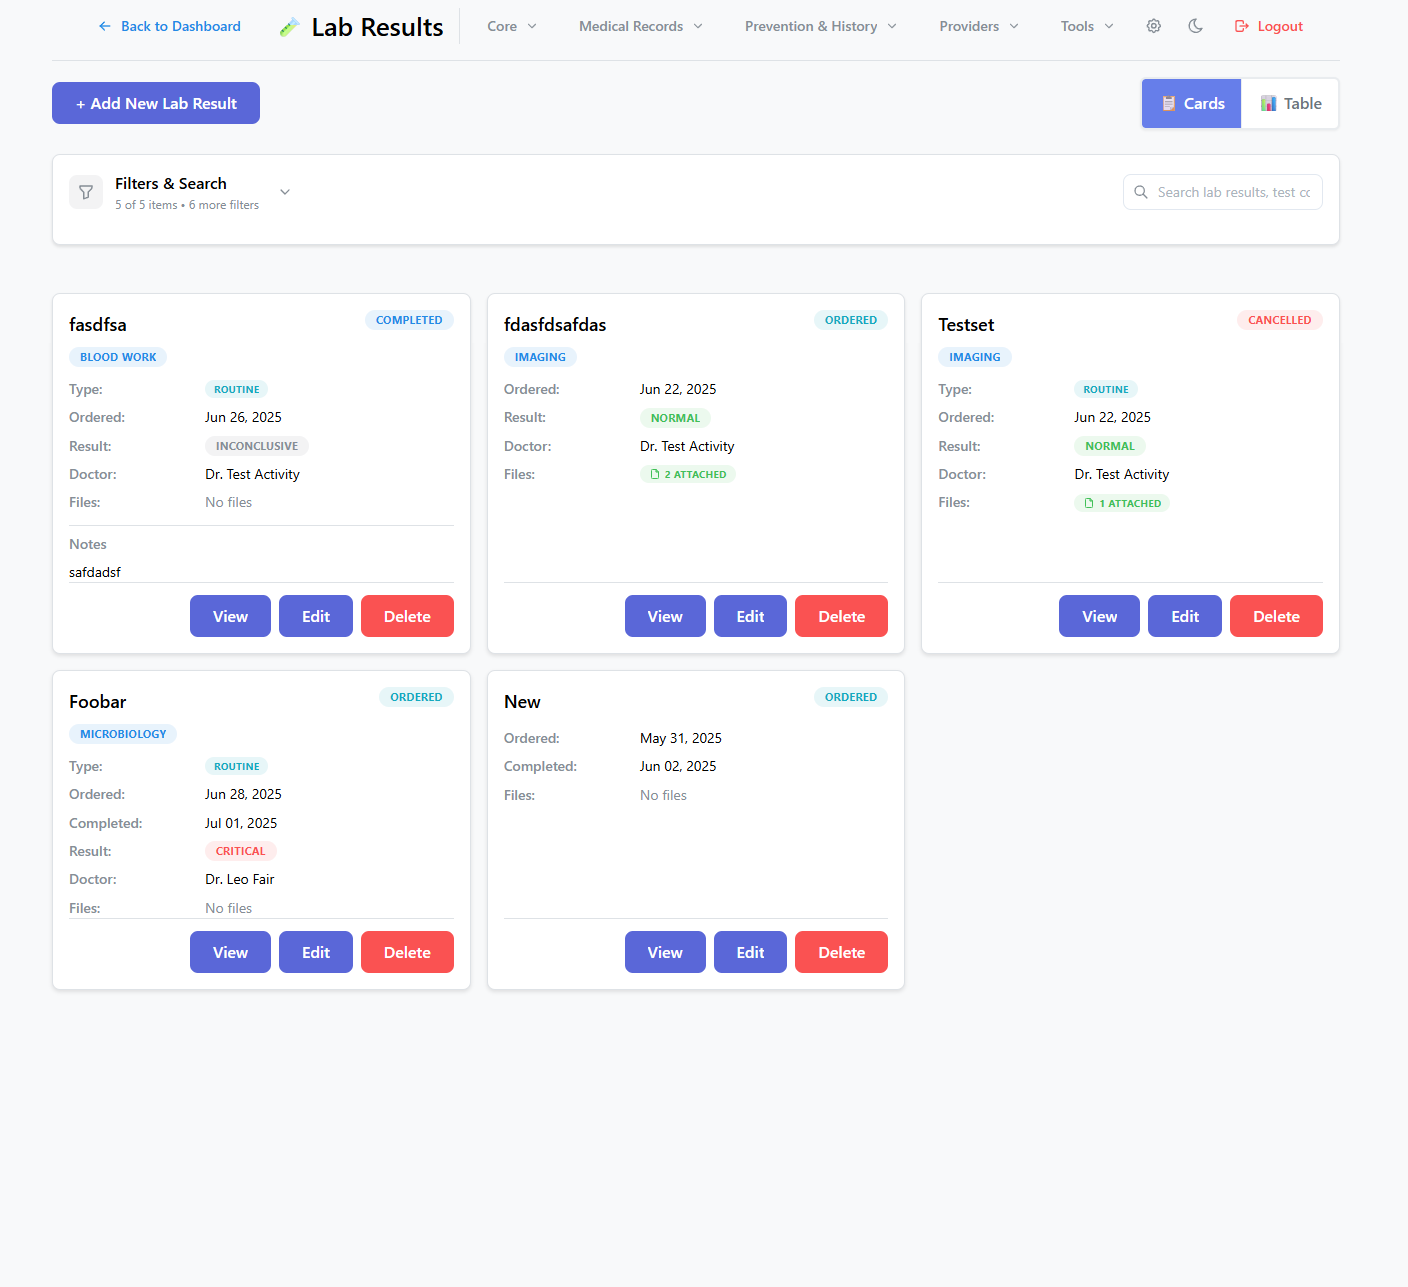 Back to Dashboard
Lab Results
Core
Medical Records
Prevention & History
Providers
Tools
Logout
+ Add New Lab Result
Cards
Table
Filters & Search
5 of 5 items • 6 more filters
Search lab results, test cc
fasdfsa
COMPLETED
BLOOD WORK
Type: ROUTINE
Ordered: Jun 26, 2025
Result: INCONCLUSIVE
Doctor: Dr. Test Activity
Files: No files
Notes
safdadsf
View Edit Delete
fdasfdsafdas
ORDERED
IMAGING
Ordered: Jun 22, 2025
Result: NORMAL
Doctor: Dr. Test Activity
Files: 2 ATTACHED
View Edit Delete
Testset
CANCELLED
IMAGING
Type: ROUTINE
Ordered: Jun 22, 2025
Result: NORMAL
Doctor: Dr. Test Activity
Files: 1 ATTACHED
View Edit Delete
Foobar
ORDERED
MICROBIOLOGY
Type: ROUTINE
Ordered: Jun 28, 2025
Completed: Jul 01, 2025
Result: CRITICAL
Doctor: Dr. Leo Fair
Files: No files
View Edit Delete
New
ORDERED
Ordered: May 31, 2025
Completed: Jun 02, 2025
Files: No files
View Edit Delete